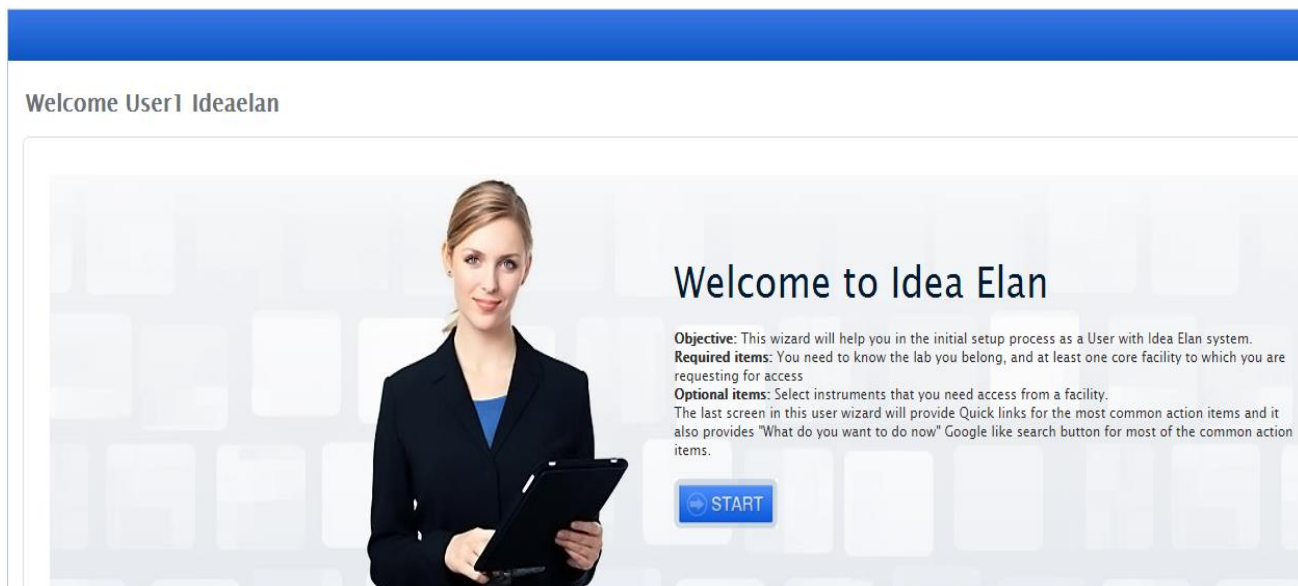 Welcome User1 Ideaelan
Welcome to Idea Elan
Objective: This wizard will help you in the initial setup process as a User with Idea Elan system.
Required items: You need to know the lab you belong, and at least one core facility to which you are
requesting for access
Optional items: Select instruments that you need access from a facility.
The last screen in this user wizard will provide Quick links for the most common action items and it
also provides "What do you want to do now" Google like search button for most of the common action
items.
START